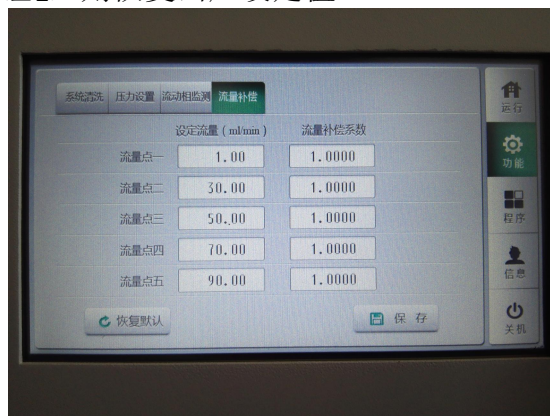 系统清洗 压力设置 流动相监测 流量补偿
设定流量 ( ml/min ) 流量补偿系数
流量点一 1.00 1.0000
流量点二 30.00 1.0000
流量点三 50.00 1.0000
流量点四 70.00 1.0000
流量点五 90.00 1.0000
恢复默认 保存
运行
功能
程序
信息
关机